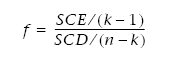 f = SCE/(k−1)
SCD/(n−k)